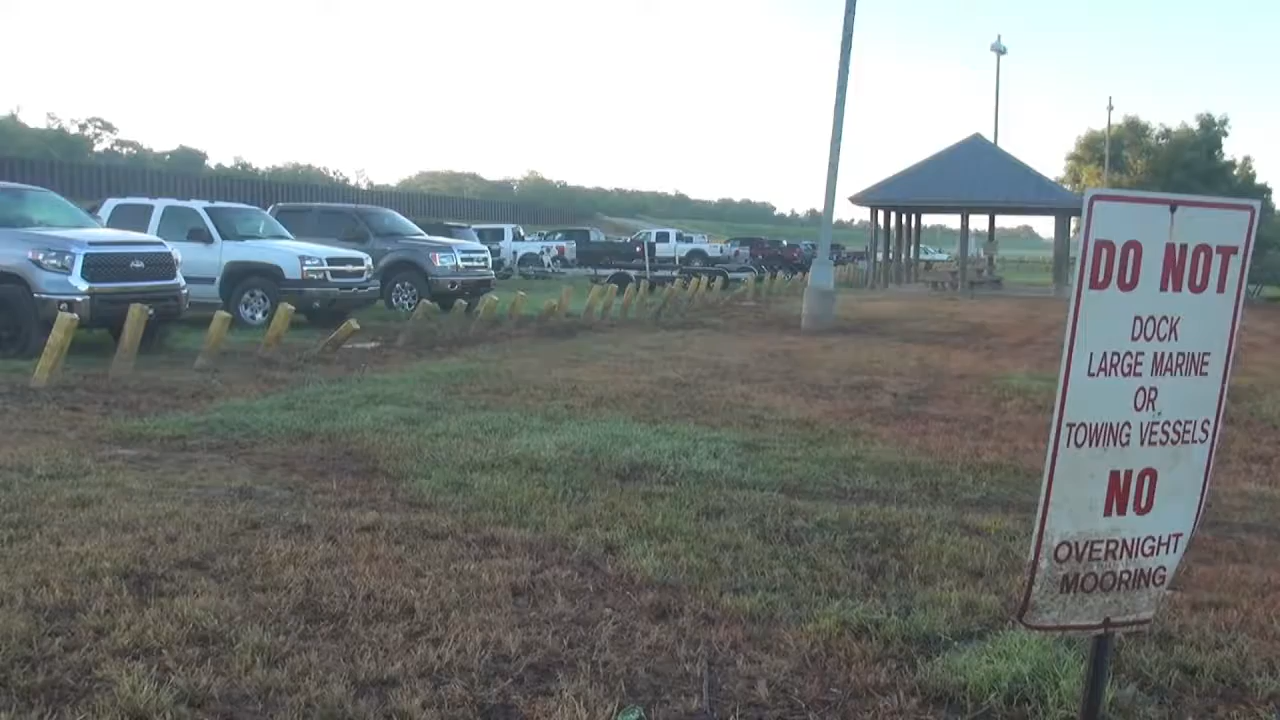 DO NOT
DOCK
LARGE MARINE
OR
TOWING VESSELS
NO
OVERNIGHT
MOORING